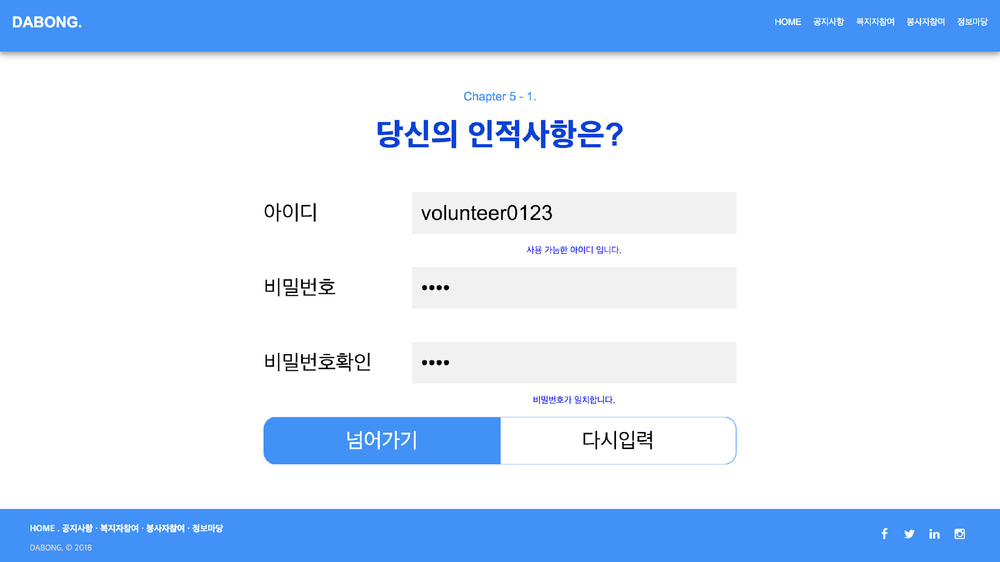 DABONG.
HOME 공지사항 복지자참여 봉사자참여 정보마당
Chapter 5 - 1.
당신의 인적사항은?
아이디 volunteer0123
사용 가능한 아이디 입니다.
비밀번호 ••••
비밀번호확인 ••••
비밀번호가 일치합니다.
넘어가기 다시입력
HOME . 공지사항 · 복지자참여 · 봉사자참여 · 정보마당
DABONG. © 2018